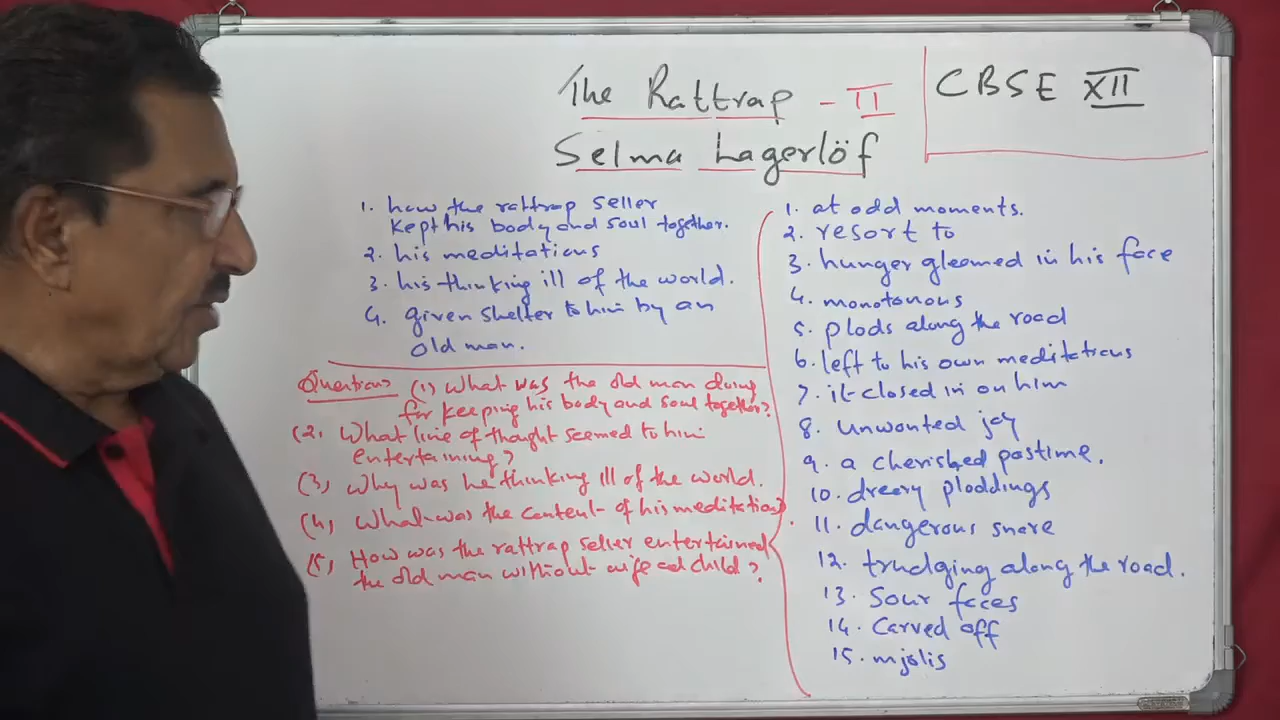 The Rattrap - II
Selma Lagerlöf
CBSE XII
1. how the rattrap seller
kept his body and soul together.
2. his meditations
3. his thinking ill of the world.
4. given shelter to him by an
old man.
Questions (1) What was the old man doing
for keeping his body and soul together?
(2, What line of thought seemed to him
entertaining?
(3, Why was he thinking ill of the world.
(4, What was the content of his meditation?
(5, How was the rattrap seller entertained
the old man without wife and child?
1. at odd moments.
2. resort to
3. hunger gleamed in his face
4. monotonous
5. plods along the road
6. left to his own meditations
7. it closed in on him
8. unwonted joy
9. a cherished pastime.
10. dreary ploddings
11. dangerous snare
12. trudging along the road.
13. Sour faces
14. Carved off
15. mjolis